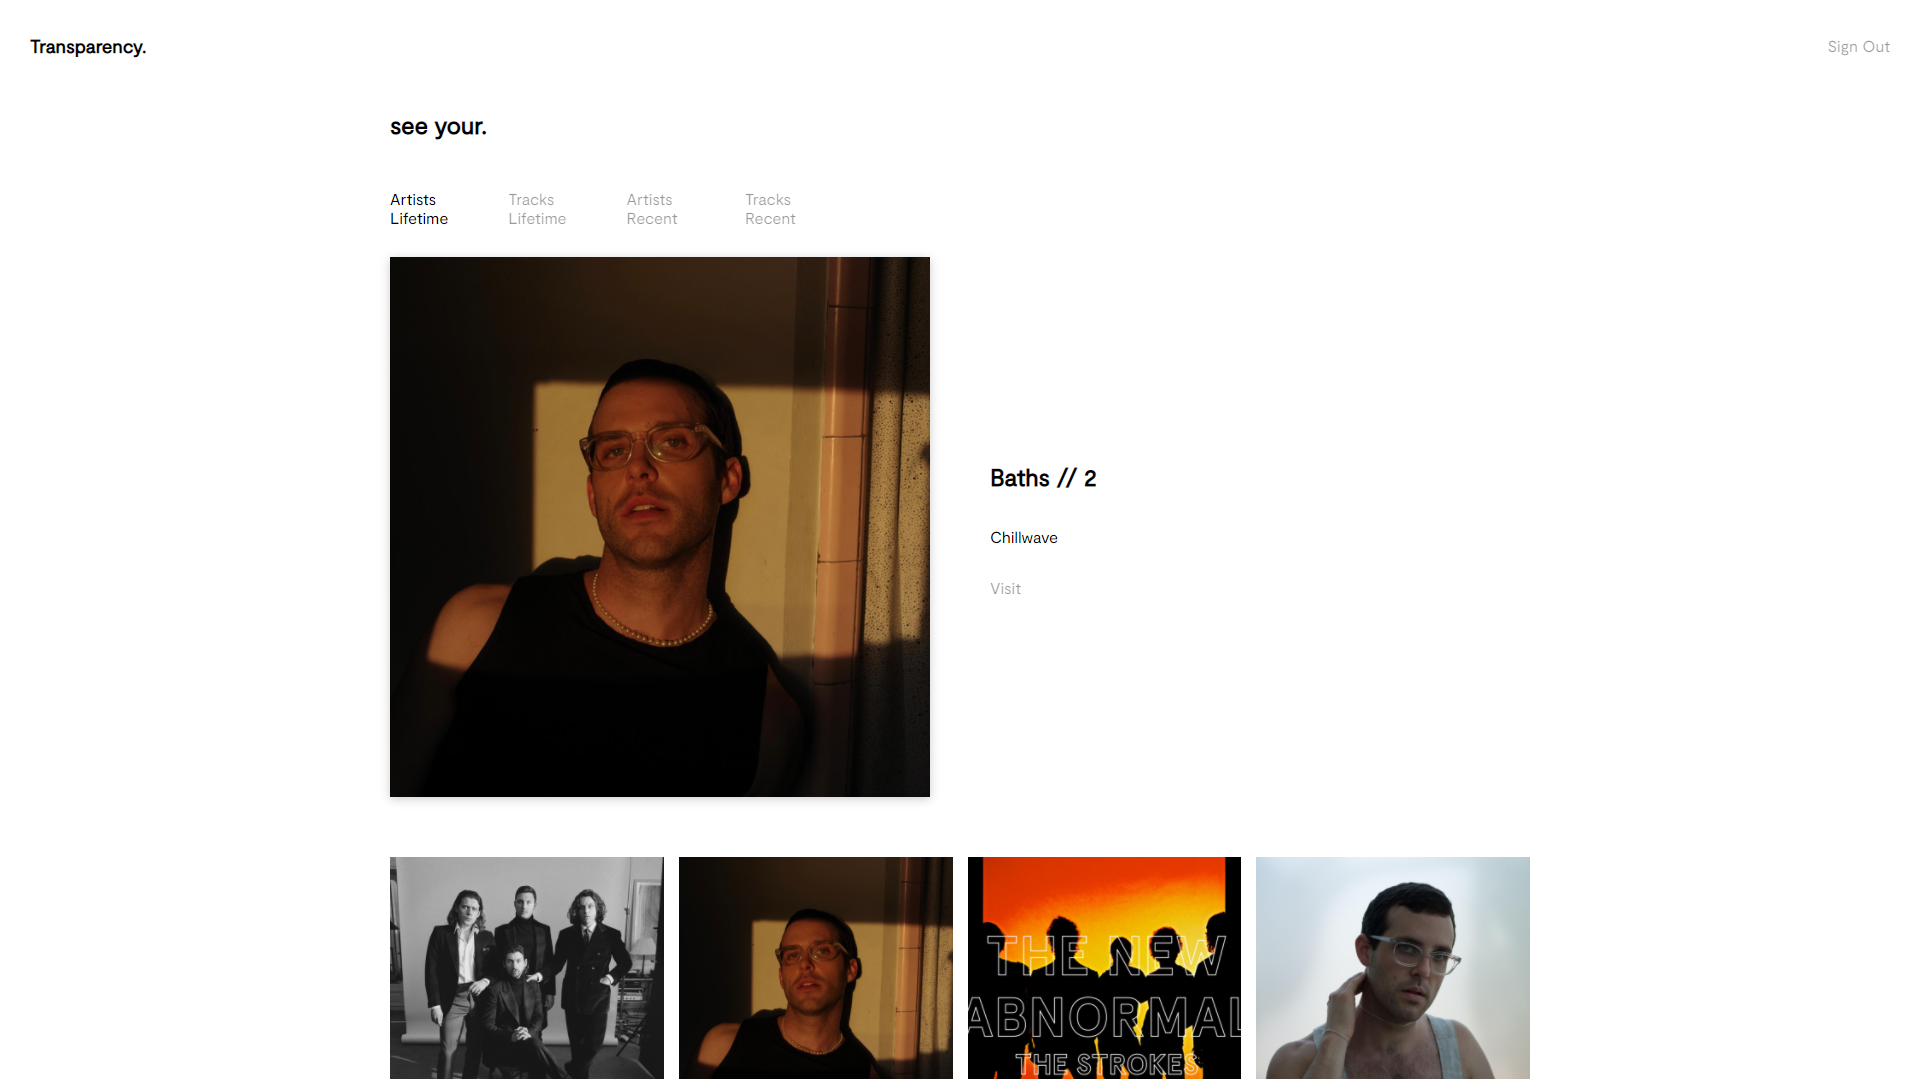 Transparency.
Sign Out
see your.
Artists
Lifetime
Tracks
Lifetime
Artists
Recent
Tracks
Recent
Baths // 2
Chillwave
Visit
THE NEW
ABNORMAL
THE STROKES